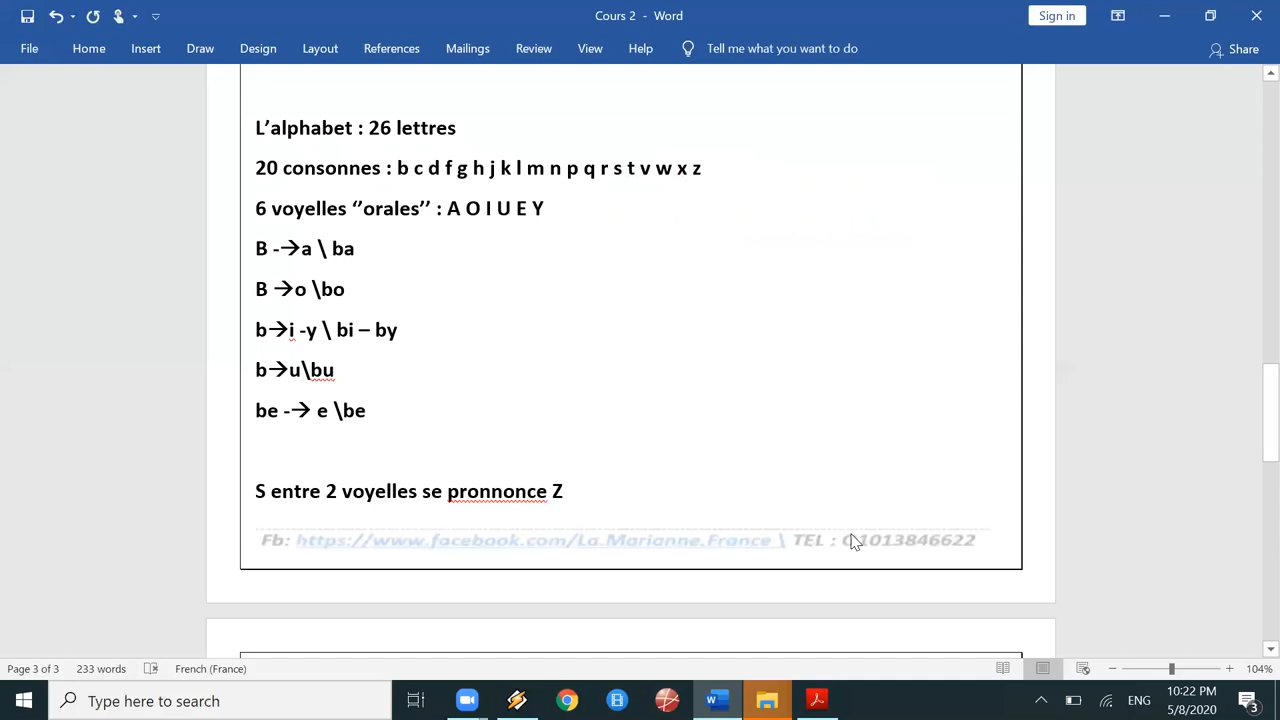 Cours 2 - Word
Sign in
File Home Insert Draw Design Layout References Mailings Review View Help Tell me what you want to do Share
L’alphabet : 26 lettres
20 consonnes : b c d f g h j k l m n p q r s t v w x z
6 voyelles ‘’orales’’ : A O I U E Y
B -→a \ ba
B →o \bo
b→i -y \ bi – by
b→u\bu
be -→ e \be
S entre 2 voyelles se pronnonce Z
Fb: https://www.facebook.com/La.Marianne.France \ TEL :
Page 3 of 3 233 words French (France) 104%
Type here to search
ENG
10:22 PM
5/8/2020
3